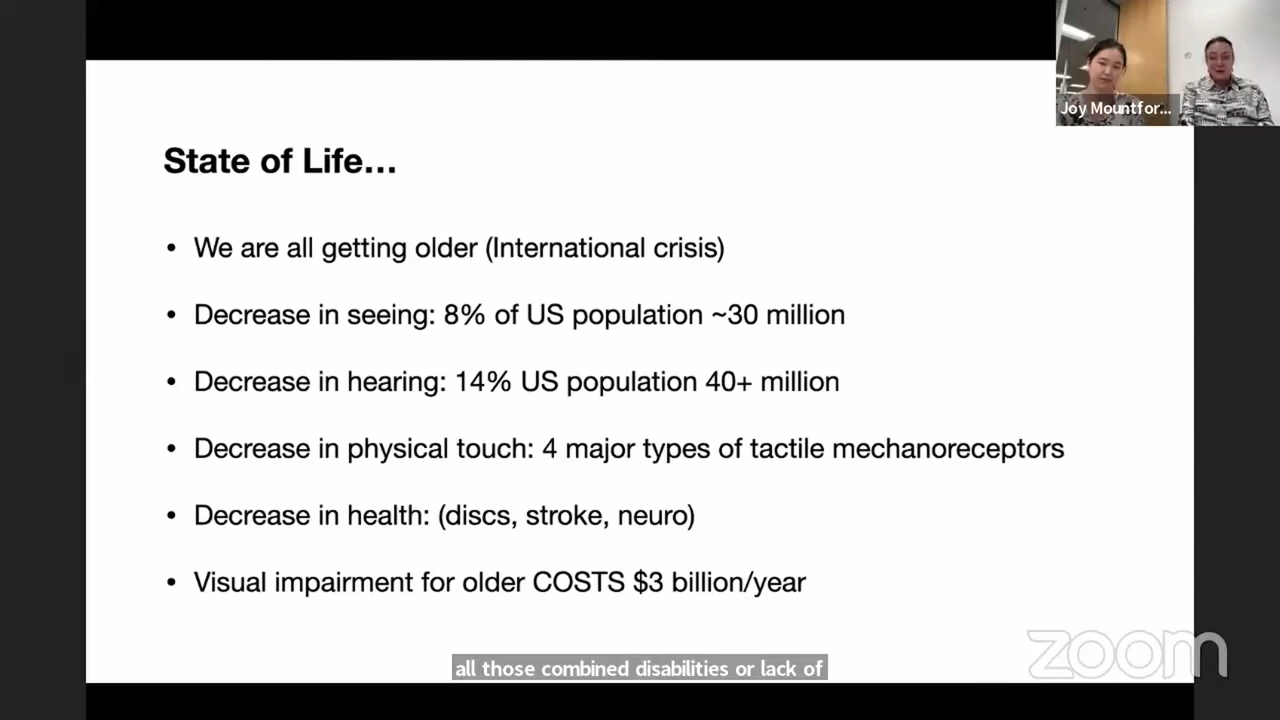 Joy Mountfor...
State of Life...
• We are all getting older (International crisis)
• Decrease in seeing: 8% of US population ~30 million
• Decrease in hearing: 14% US population 40+ million
• Decrease in physical touch: 4 major types of tactile mechanoreceptors
• Decrease in health: (discs, stroke, neuro)
• Visual impairment for older COSTS $3 billion/year
zoom
all those combined disabilities or lack of